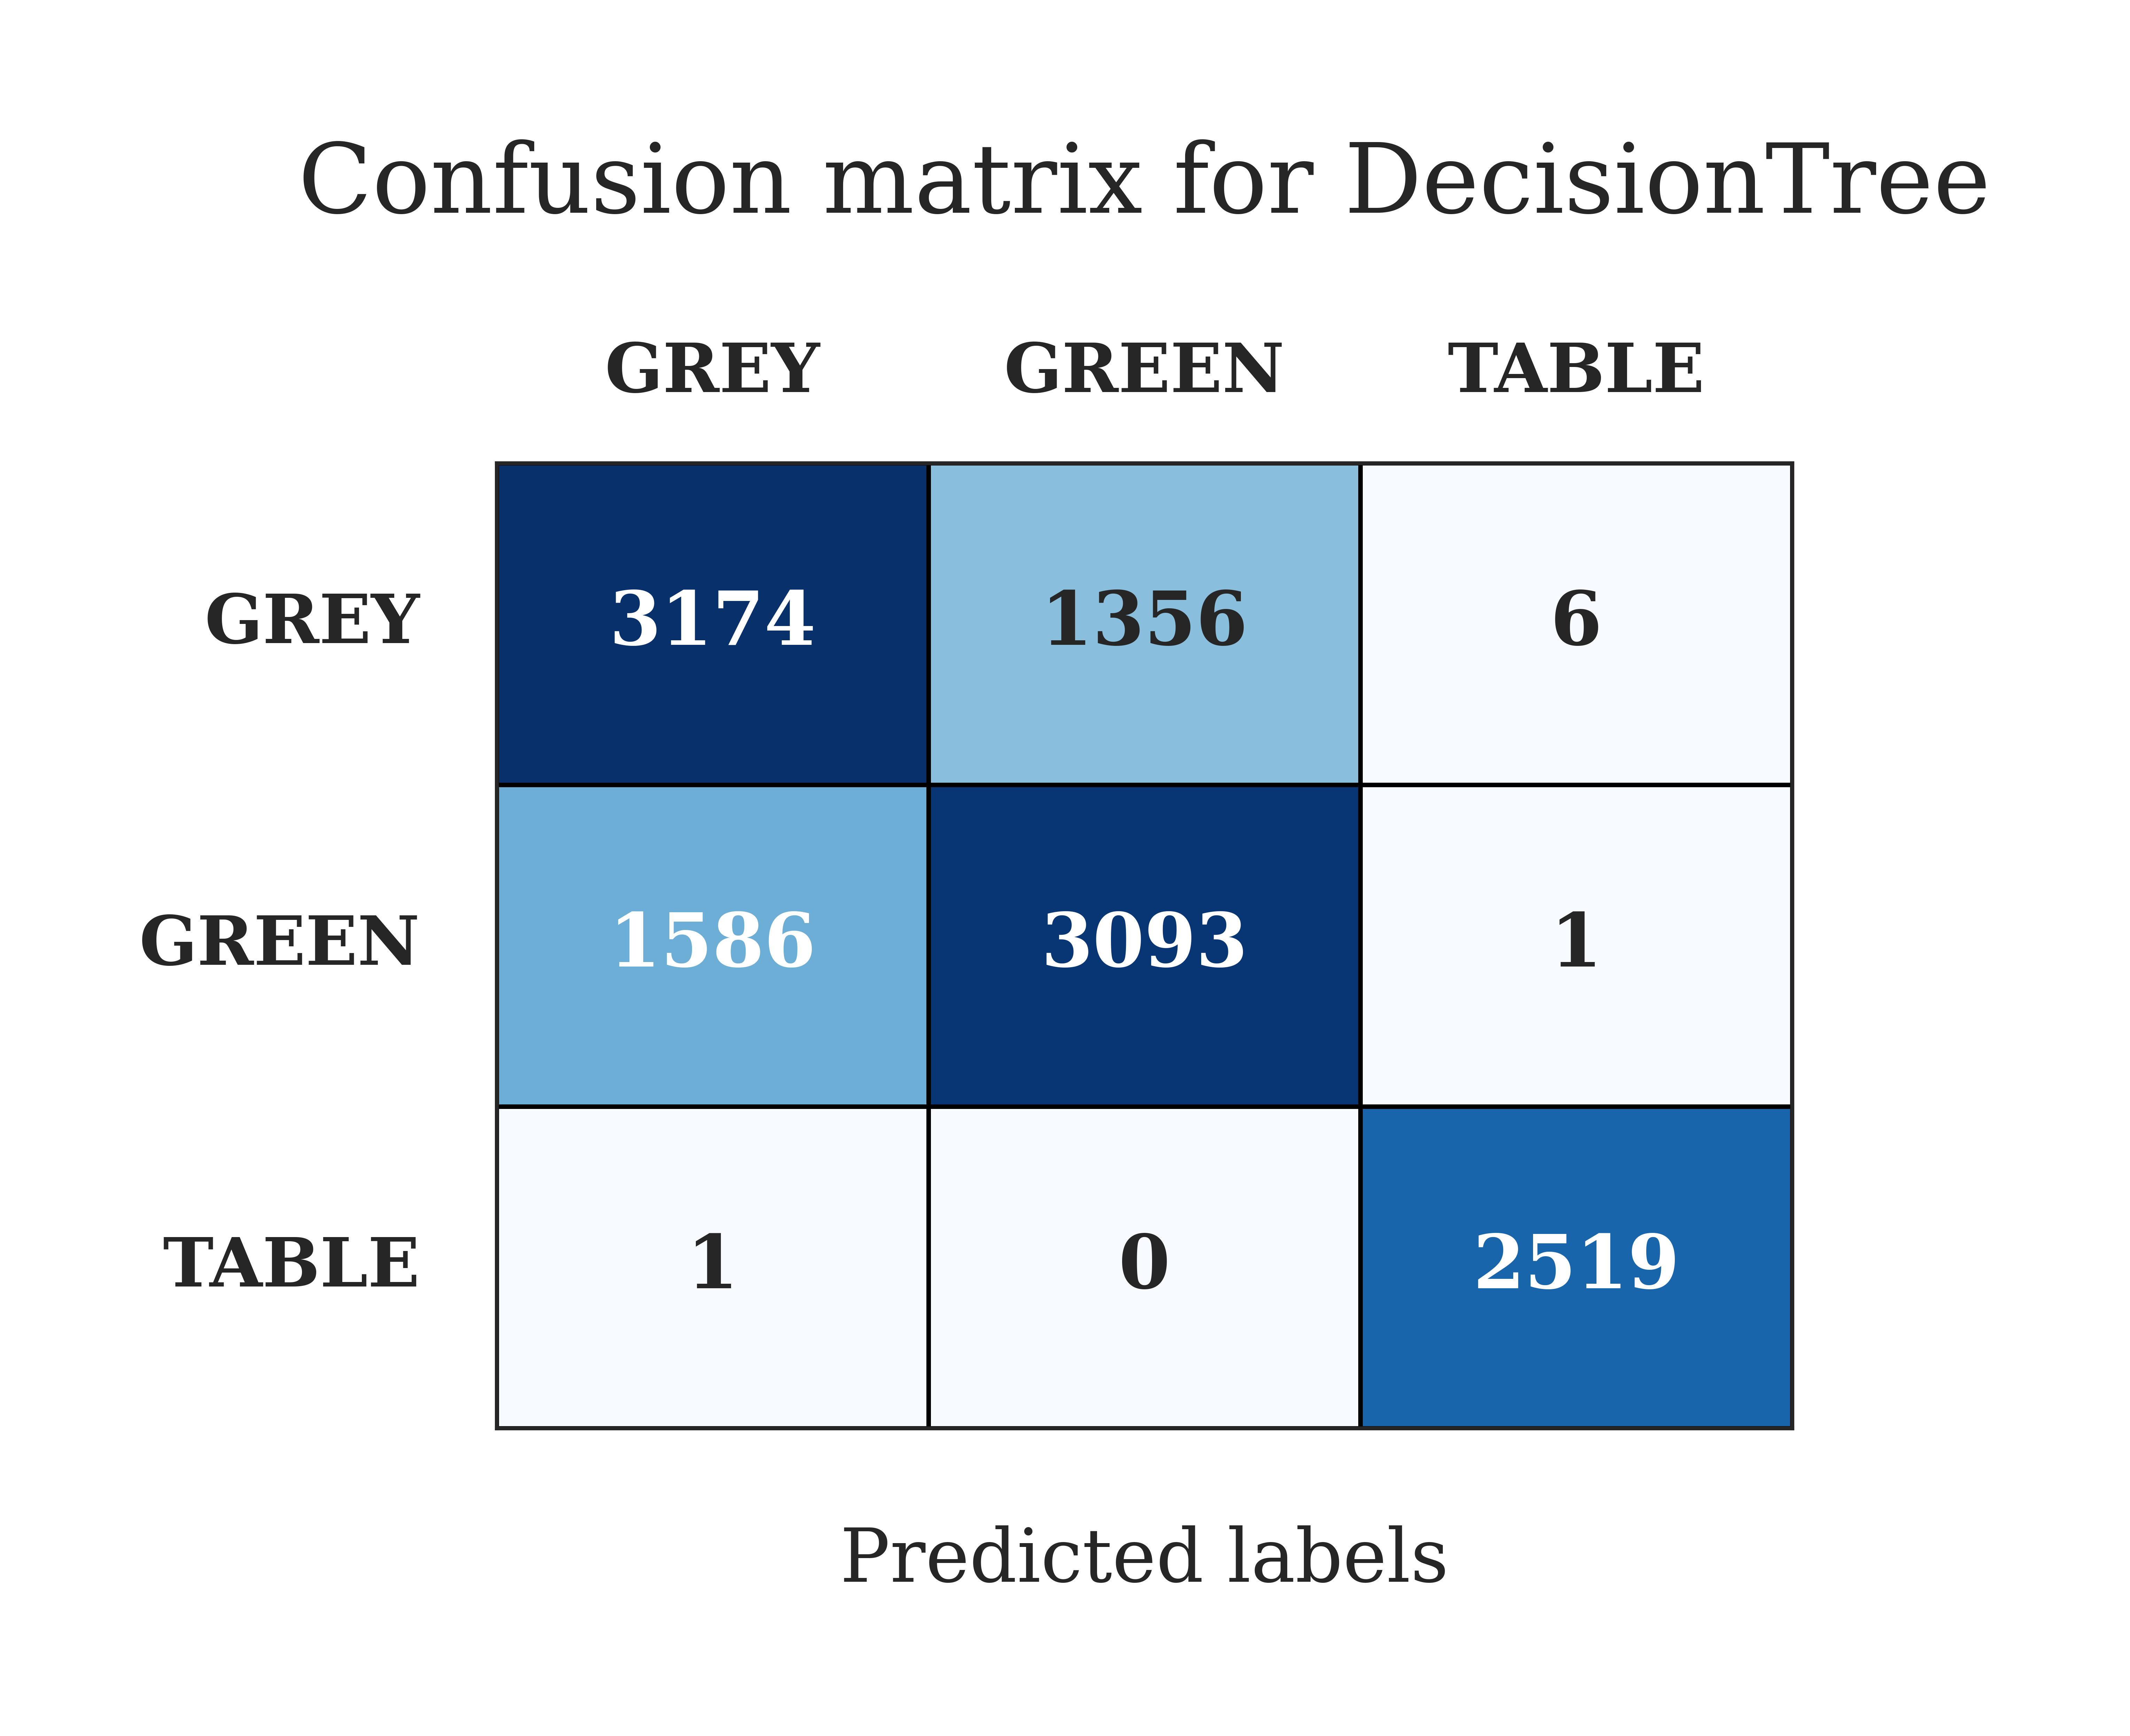 Confusion matrix for DecisionTree
GREY GREEN TABLE
GREY 3174 1356 6
GREEN 1586 3093 1
TABLE 1 0 2519
Predicted labels